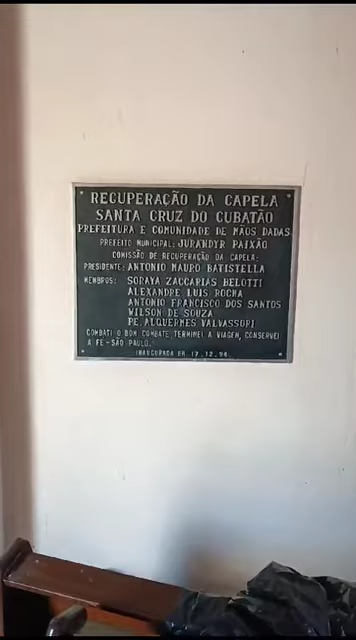 RECUPERAÇÃO DA CAPELA
SANTA CRUZ DO CUBATÃO
PREFEITURA E COMUNIDADE DE MÃOS DADAS
PREFEITO MUNICIPAL: JURANDYR PAIXÃO
COMISSÃO DE RECUPERAÇÃO DA CAPELA:
PRESIDENTE: ANTONIO MAURO BATISTELLA
MEMBROS: SORAYA ZACCARIAS BELOTTI
ALEXANDRE LUIS ROCHA
ANTONIO FRANCISCO DOS SANTOS
WILSON DE SOUZA
PE. ALQUERMES VALVASSORI
COMBATI O BOM COMBATE, TERMINEI A VIAGEM, CONSERVEI
A FE-SÃO PAULO.
INAUGURADA EM 17.12.96